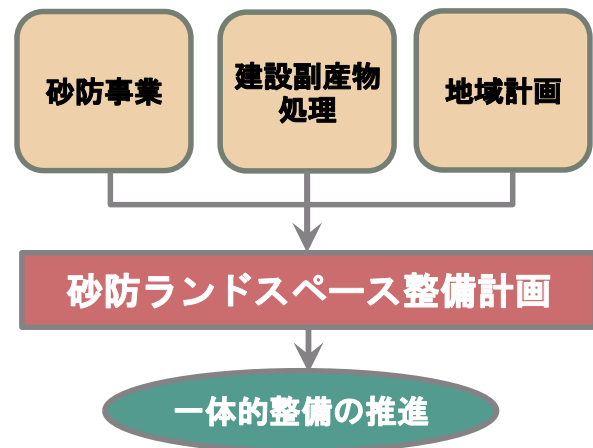 砂防事業
建設副産物
処理
地域計画
砂防ランドスペース整備計画
一体的整備の推進